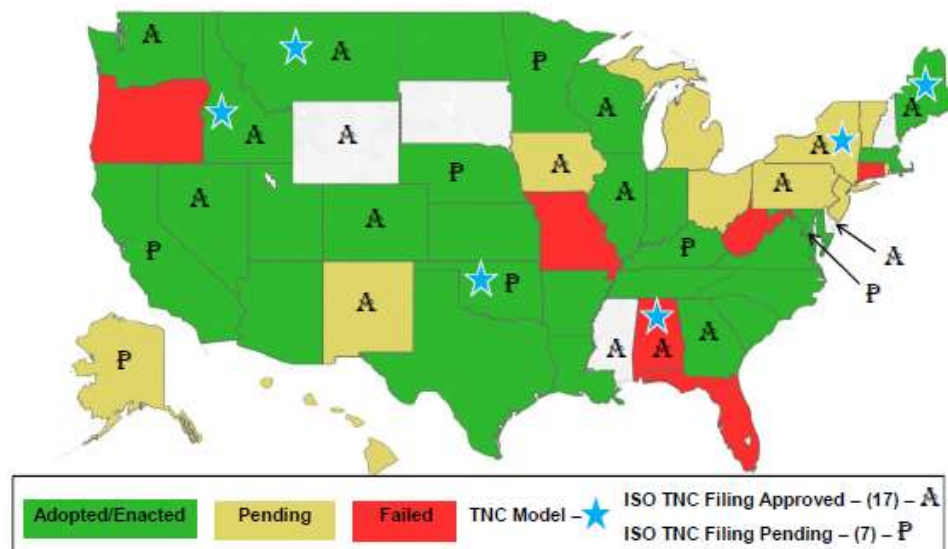 A
A
P
A
A
A
A
A
P
A
A
A
A
A
P
P
A
P
P
A
A
A
A
P
Adopted/Enacted
Pending
Failed
TNC Model –
ISO TNC Filing Approved – (17) – A
ISO TNC Filing Pending – (7) – P